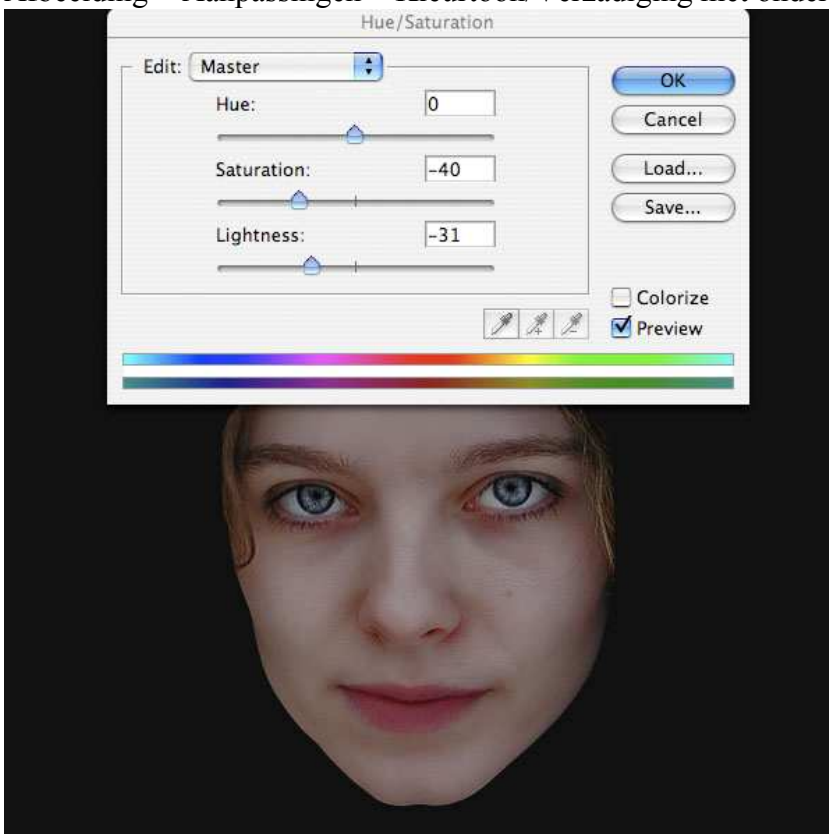 Hue/Saturation
Edit: Master
Hue: 0
Saturation: -40
Lightness: -31
OK
Cancel
Load...
Save...
Colorize
Preview